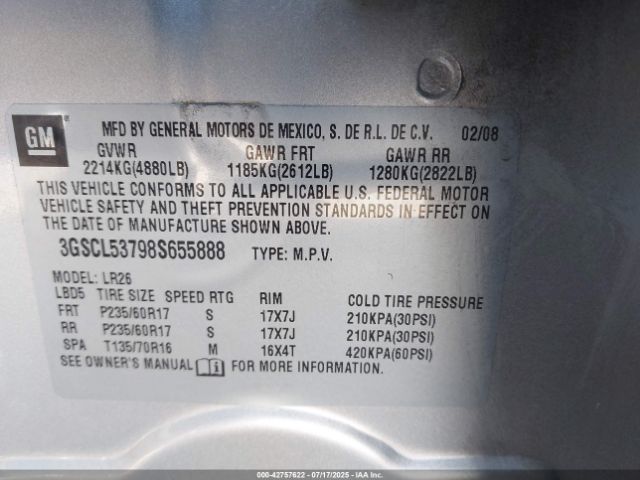 GM MFD BY GENERAL MOTORS DE MEXICO, S. DE R.L. DE C.V. 02/08
GVWR GAWR FRT GAWR RR
2214KG(4880LB) 1185KG(2612LB) 1280KG(2822LB)
THIS VEHICLE CONFORMS TO ALL APPLICABLE U.S. FEDERAL MOTOR
VEHICLE SAFETY AND THEFT PREVENTION STANDARDS IN EFFECT ON
THE DATE OF MANUFACTURE SHOWN ABOVE.
3GSCL53798S655888 TYPE: M.P.V.
MODEL: LR26
LBD5 TIRE SIZE SPEED RTG RIM COLD TIRE PRESSURE
FRT P235/60R17 S 17X7J 210KPA(30PSI)
RR P235/60R17 S 17X7J 210KPA(30PSI)
SPA T135/70R16 M 16X4T 420KPA(60PSI)
SEE OWNER'S MANUAL FOR MORE INFORMATION.
000-42757622 - 07/17/2025 - IAA Inc.